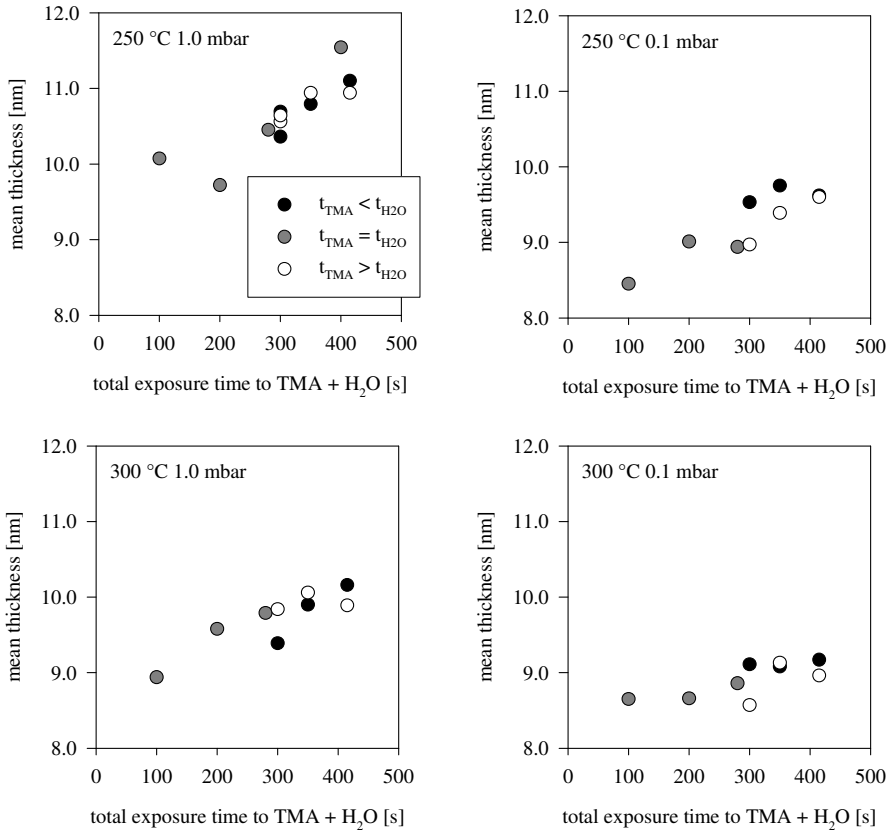 12.0
250 °C 1.0 mbar
11.0
10.0
9.0
8.0
mean thickness [nm]
t_TMA < t_H2O
t_TMA = t_H2O
t_TMA > t_H2O
0 100 200 300 400 500
total exposure time to TMA + H₂O [s]
12.0
250 °C 0.1 mbar
11.0
10.0
9.0
8.0
mean thickness [nm]
0 100 200 300 400 500
total exposure time to TMA + H₂O [s]
12.0
300 °C 1.0 mbar
11.0
10.0
9.0
8.0
mean thickness [nm]
0 100 200 300 400 500
total exposure time to TMA + H₂O [s]
12.0
300 °C 0.1 mbar
11.0
10.0
9.0
8.0
mean thickness [nm]
0 100 200 300 400 500
total exposure time to TMA + H₂O [s]